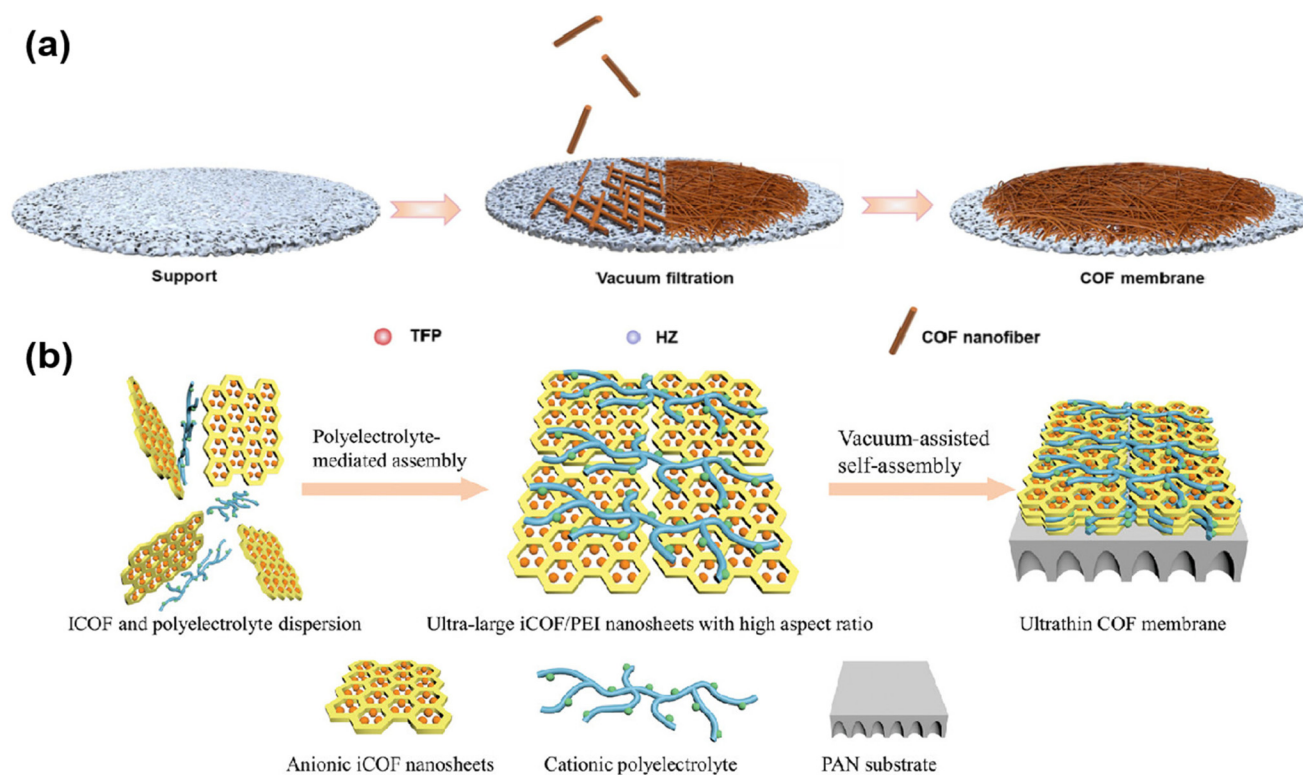 (a)
Support
Vacuum filtration
COF membrane
TFP
HZ
COF nanofiber
(b)
Polyelectrolyte-
mediated assembly
Vacuum-assisted
self-assembly
ICOF and polyelectrolyte dispersion
Ultra-large iCOF/PEI nanosheets with high aspect ratio
Ultrathin COF membrane
Anionic iCOF nanosheets
Cationic polyelectrolyte
PAN substrate